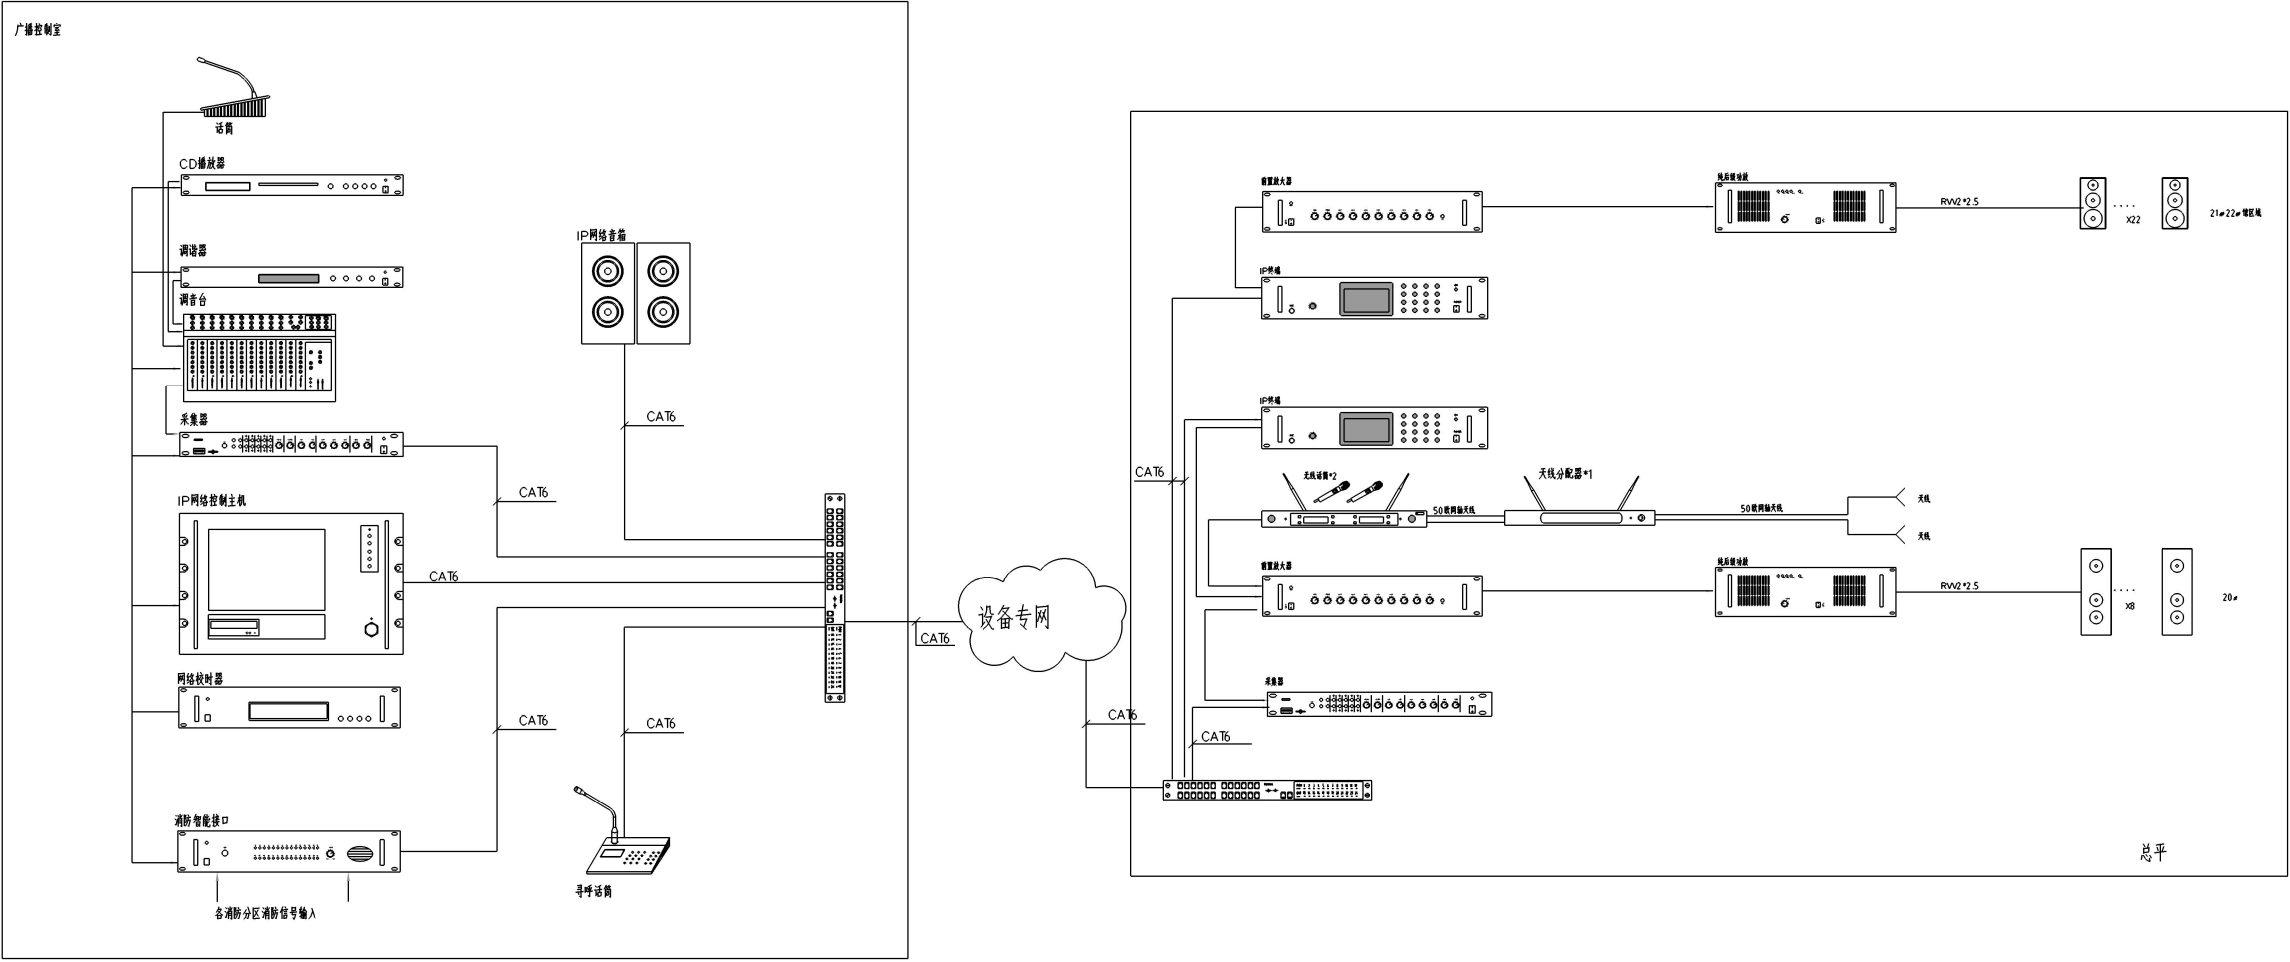 广播控制室
话筒
CD播放器
调谐器
调音台
采集器
IP网络控制主机
网络校时器
消防智能接口
各消防分区消防信号输入
IP网络音箱
CAT6
CAT6
CAT6
CAT6
CAT6
寻呼话筒
CAT6
设备专网
CAT6
前置放大器
纯后级功放
RVV2*2.5
X22
21#22#馆区域
IP终端
IP终端
CAT6
无线话筒*2
50欧同轴天线
天线分配器*1
50欧同轴天线
天线
天线
前置放大器
纯后级功放
RVV2*2.5
X8
20#
采集器
CAT6
总平